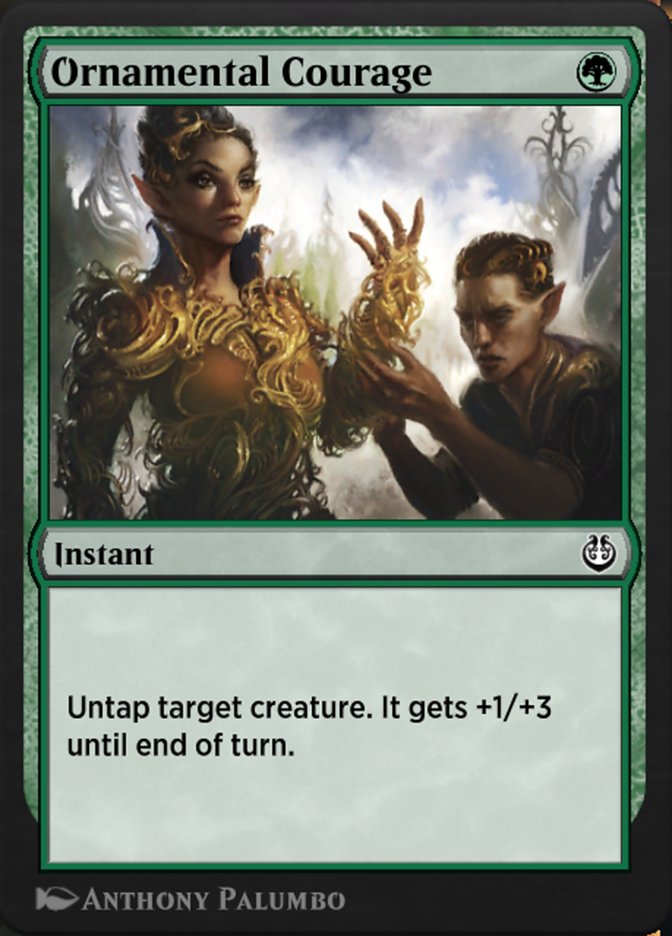 Ornamental Courage
Instant
Untap target creature. It gets +1/+3
until end of turn.
Anthony Palumbo